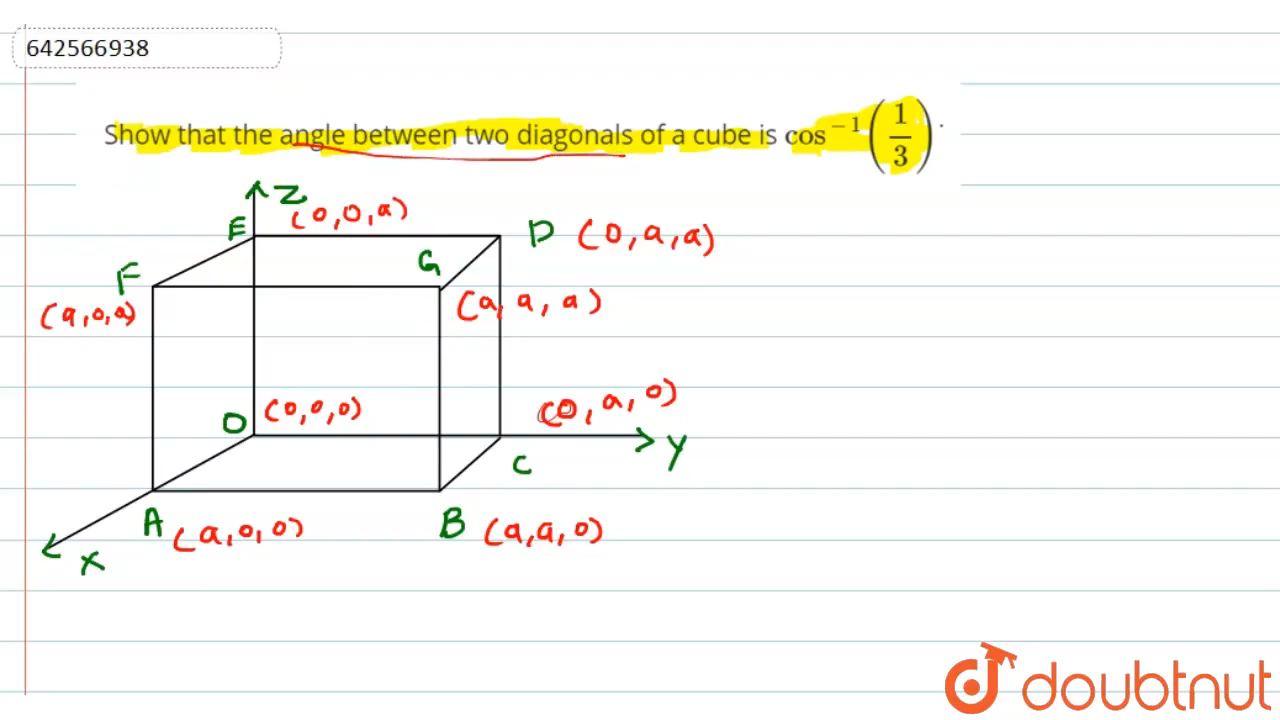 642566938
Show that the angle between two diagonals of a cube is cos⁻¹(1/3).
Z
E (0,0,a)
D (0,a,a)
G
F
(a,0,a)
(a,a,a)
(0,a,0)
O (0,0,0)
Y
C
A (a,0,0)
B (a,a,0)
X
doubtnut